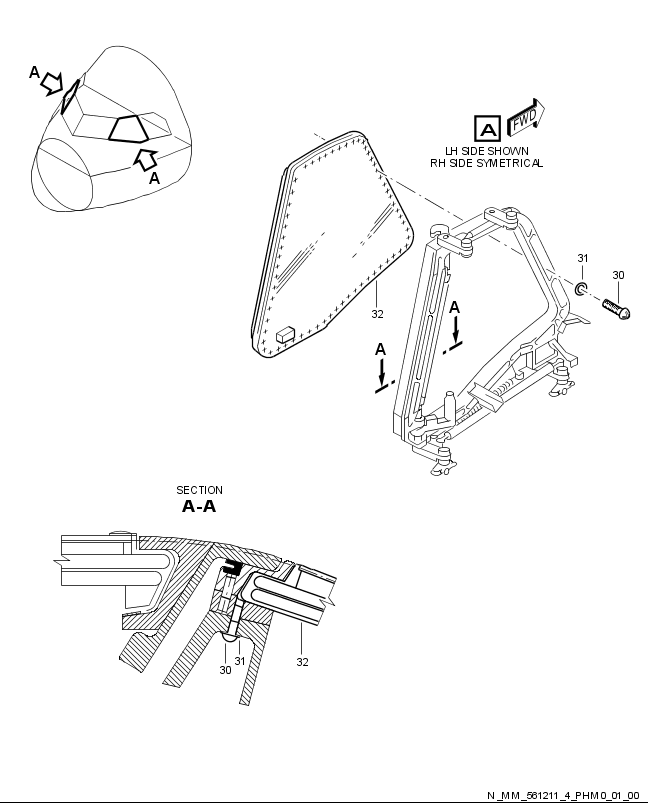 A
A
A
FWD
LH SIDE SHOWN
RH SIDE SYMETRICAL
31
30
32
A
A
SECTION
A-A
30
31
32
N_MM_561211_4_PHM0_01_00